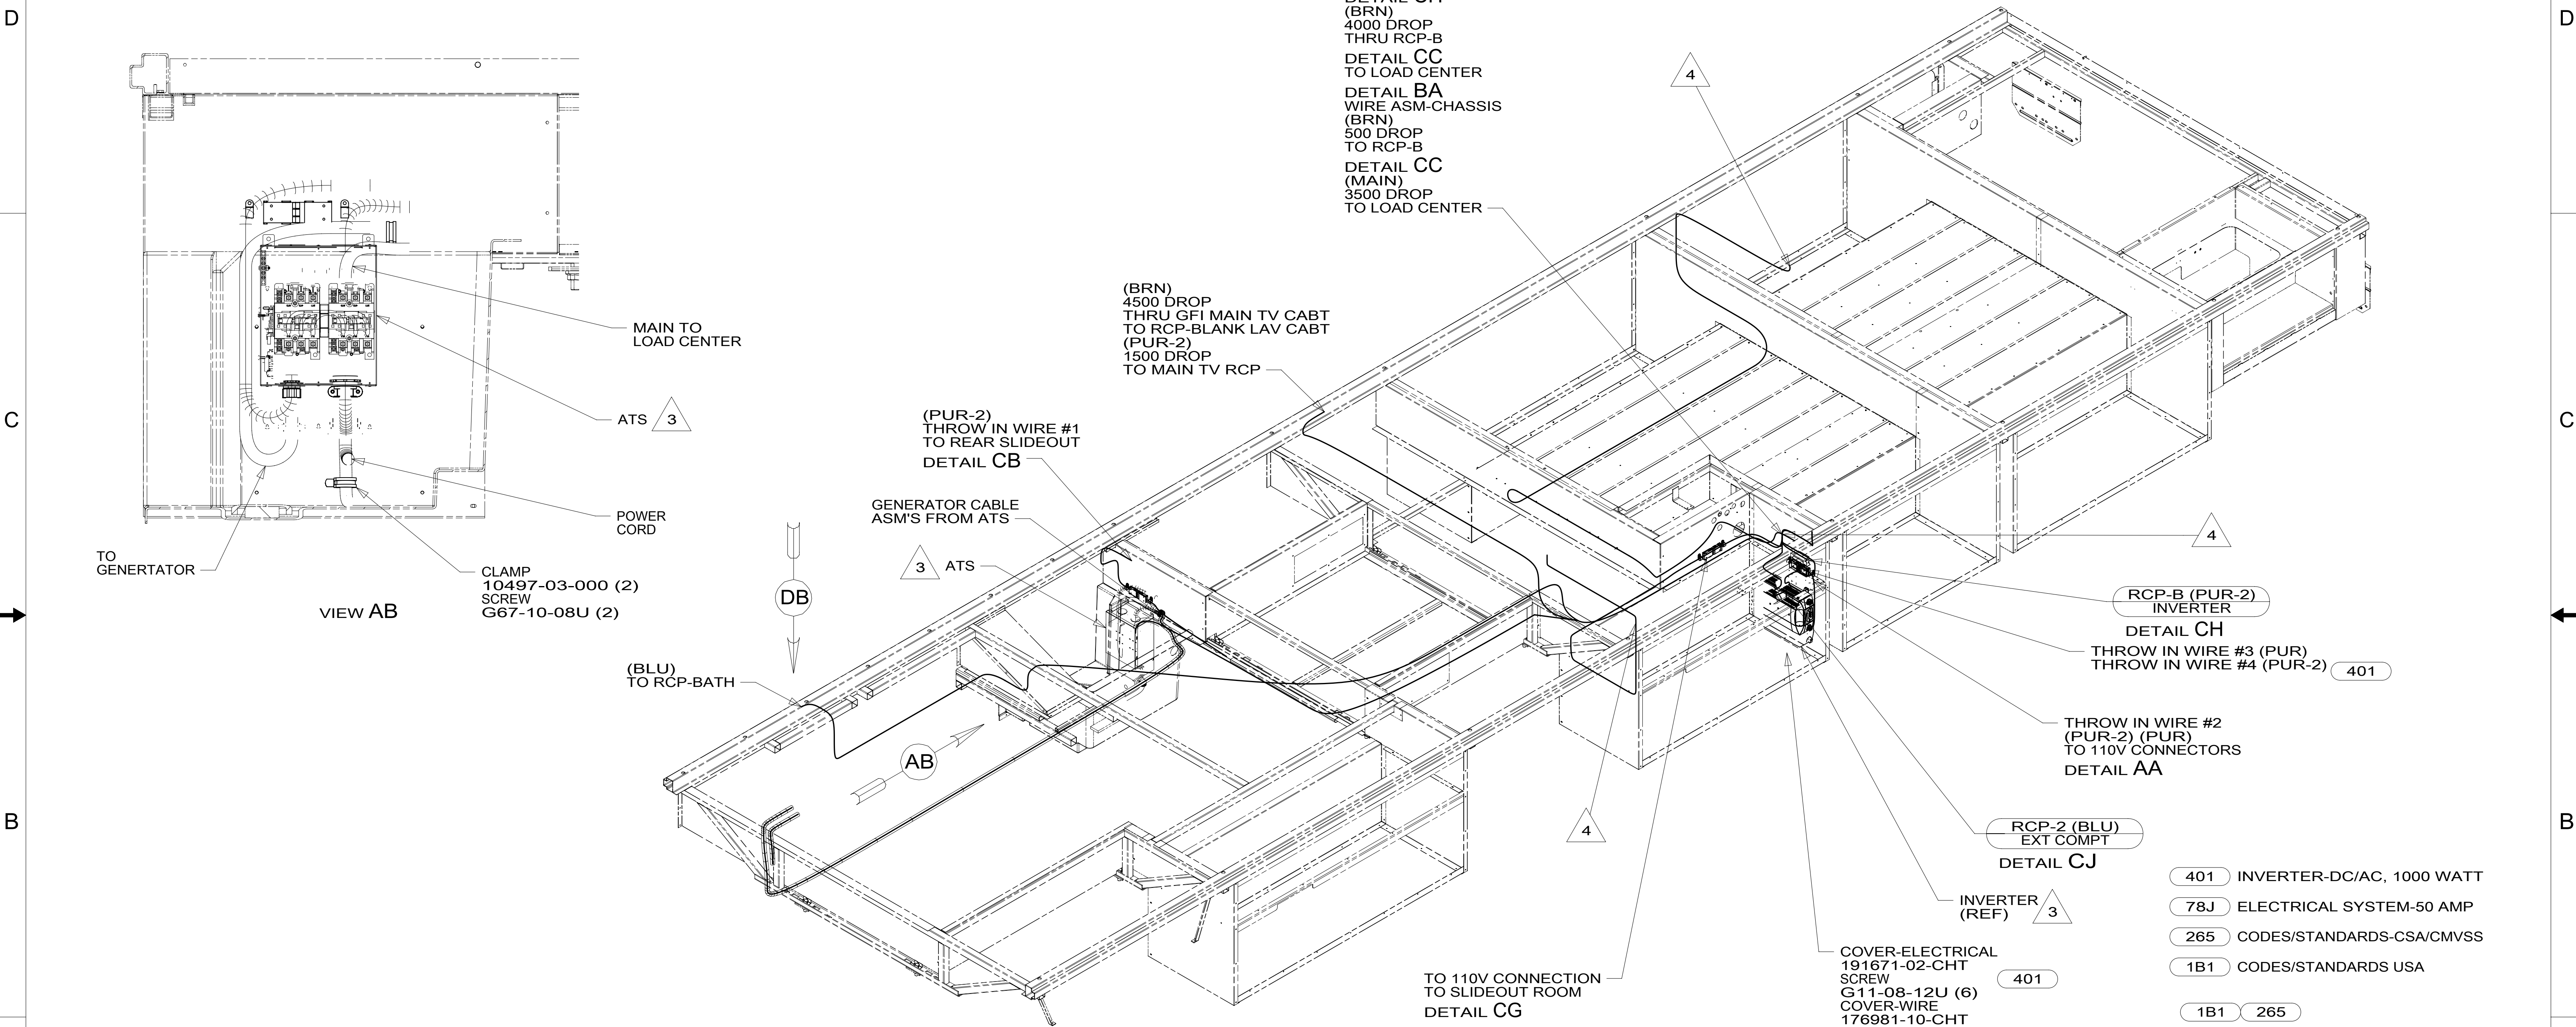 D
D
(BRN)
4000 DROP
THRU RCP-B
DETAIL CC
TO LOAD CENTER
DETAIL BA
WIRE ASM-CHASSIS
(BRN)
500 DROP
TO RCP-B
DETAIL CC
(MAIN)
3500 DROP
TO LOAD CENTER
4
MAIN TO
LOAD CENTER
ATS 3
POWER
CORD
TO
GENERTATOR
CLAMP
10497-03-000 (2)
SCREW
G67-10-08U (2)
VIEW AB
C
C
(BRN)
4500 DROP
THRU GFI MAIN TV CABT
TO RCP-BLANK LAV CABT
(PUR-2)
1500 DROP
TO MAIN TV RCP
(PUR-2)
THROW IN WIRE #1
TO REAR SLIDEOUT
DETAIL CB
GENERATOR CABLE
ASM'S FROM ATS
3 ATS
DB
(BLU)
TO RCP-BATH
AB
4
RCP-B (PUR-2)
INVERTER
DETAIL CH
THROW IN WIRE #3 (PUR)
THROW IN WIRE #4 (PUR-2) 401
THROW IN WIRE #2
(PUR-2) (PUR)
TO 110V CONNECTORS
DETAIL AA
B
B
4
RCP-2 (BLU)
EXT COMPT
DETAIL CJ
INVERTER
(REF) 3
COVER-ELECTRICAL
191671-02-CHT
SCREW
G11-08-12U (6)
COVER-WIRE
176981-10-CHT
401
TO 110V CONNECTION
TO SLIDEOUT ROOM
DETAIL CG
401 INVERTER-DC/AC, 1000 WATT
78J ELECTRICAL SYSTEM-50 AMP
265 CODES/STANDARDS-CSA/CMVSS
1B1 CODES/STANDARDS USA
1B1 265